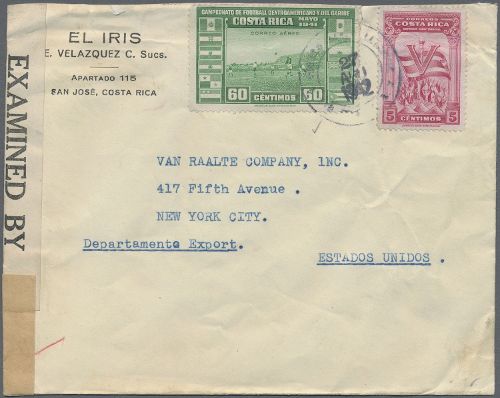 EL IRIS
E. VELAZQUEZ C. Sucs.
APARTADO 115
SAN JOSÉ, COSTA RICA
EXAMINED BY
CAMPEONATO DE FOOTBALL CENTROAMERICANO Y DEL CARIBE
COSTA RICA
MAYO
1941
CORREO AEREO
60 60
CÉNTIMOS
CORREOS
COSTA RICA
V
5 5
CÉNTIMOS
VAN RAALTE COMPANY, INC.
417 Fifth Avenue .
NEW YORK CITY.
Departamento Export.
ESTADOS UNIDOS .